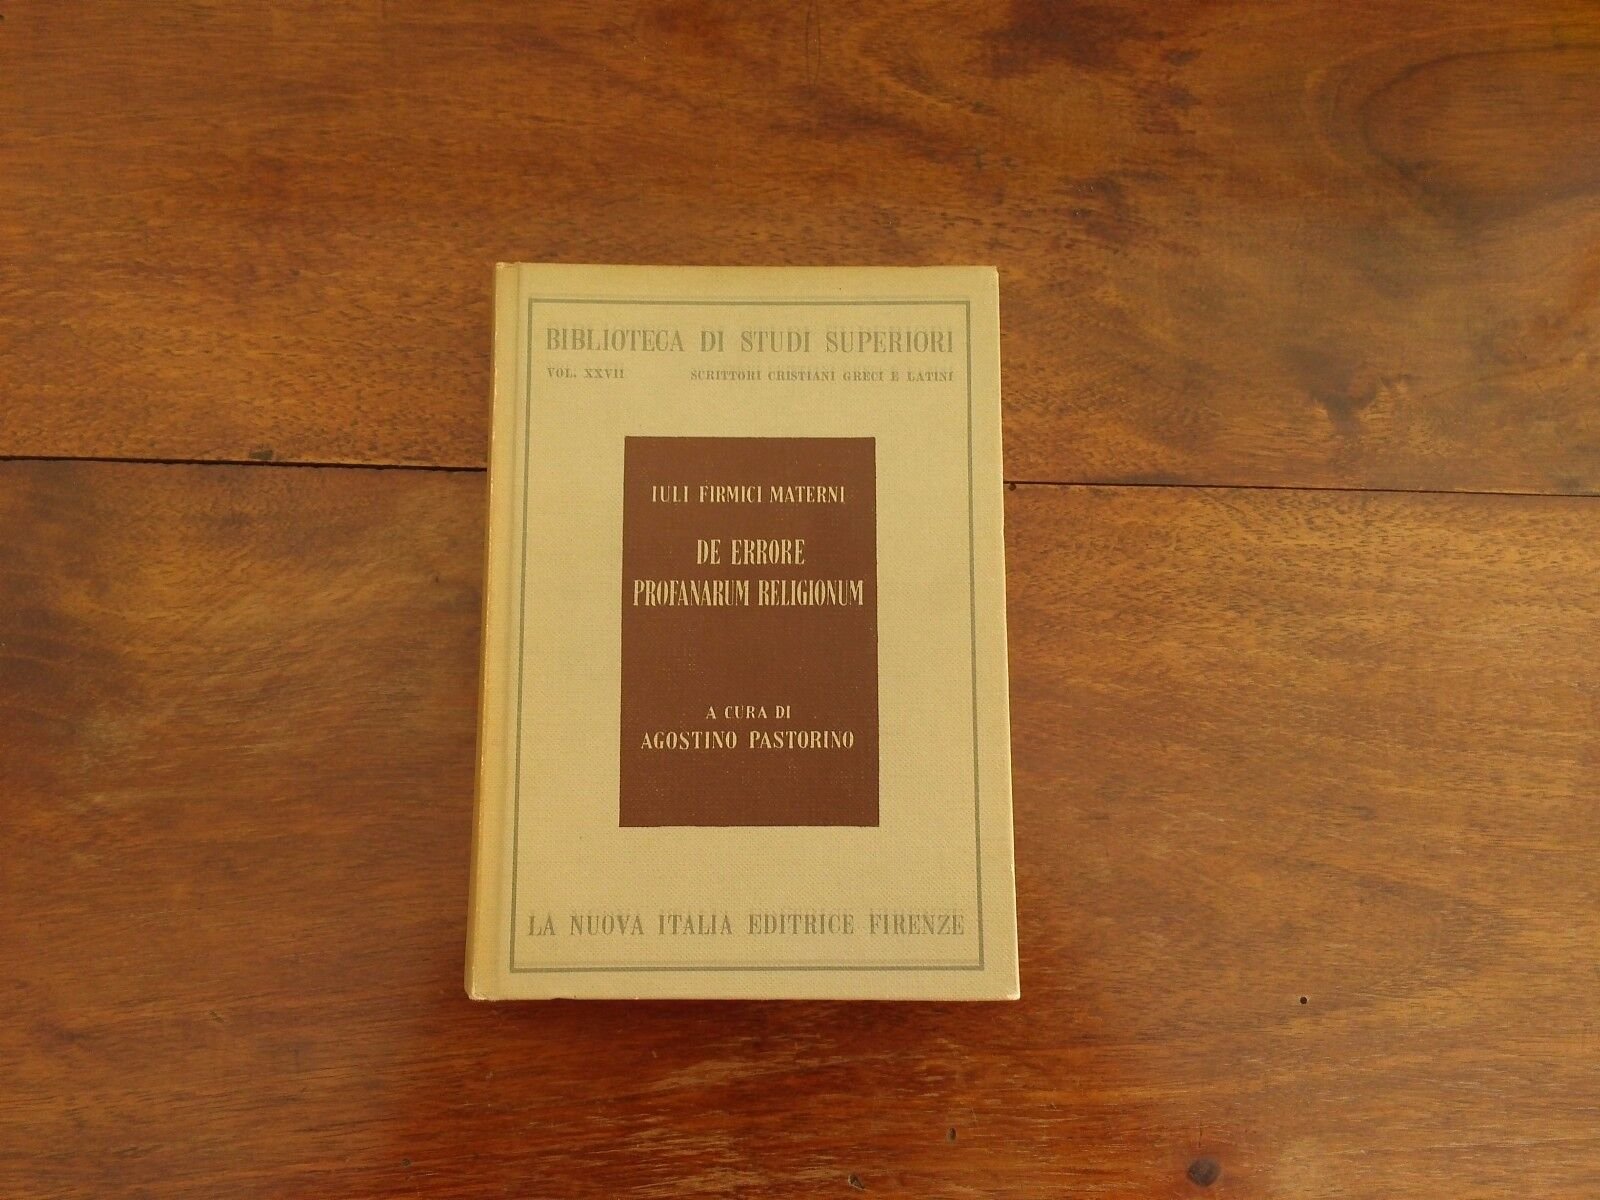 BIBLIOTECA DI STUDI SUPERIORI
VOL. XXVII SCRITTORI CRISTIANI GRECI E LATINI
IULI FIRMICI MATERNI
DE ERRORE
PROFANARUM RELIGIONUM
A CURA DI
AGOSTINO PASTORINO
LA NUOVA ITALIA EDITRICE FIRENZE